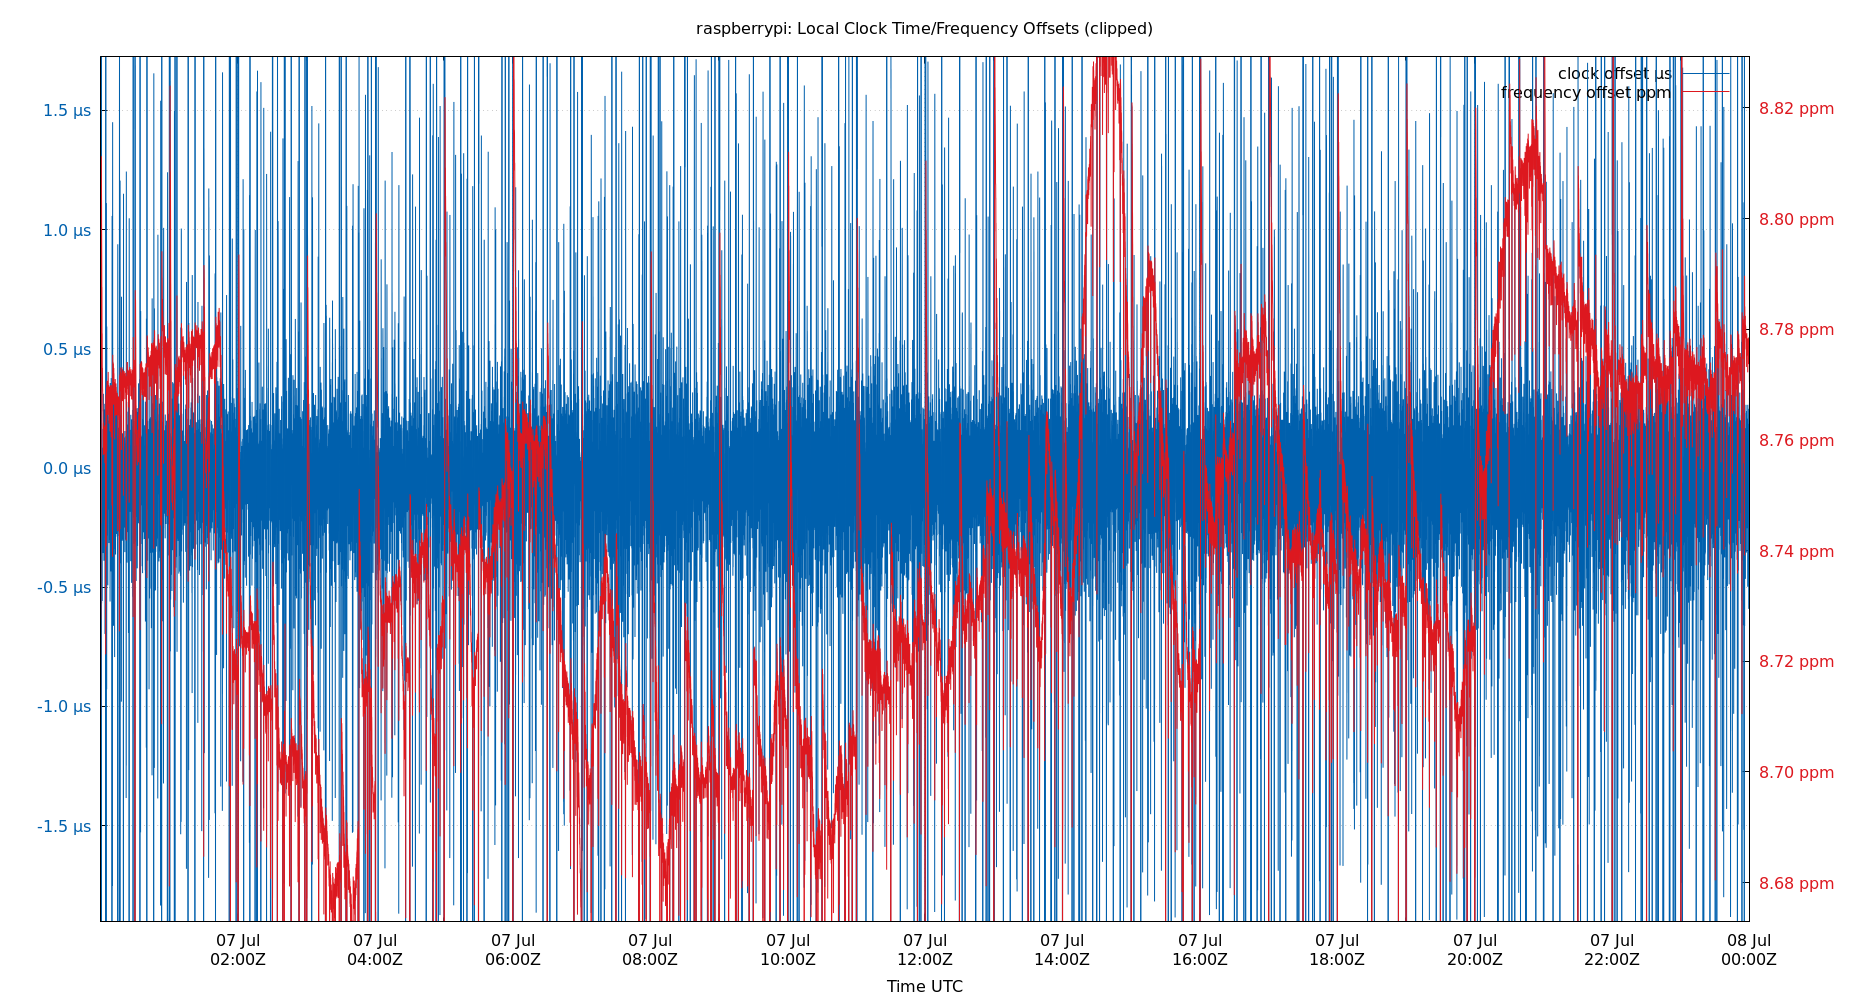 raspberrypi: Local Clock Time/Frequency Offsets (clipped)
clock offset µs
frequency offset ppm
1.5 µs
1.0 µs
0.5 µs
0.0 µs
-0.5 µs
-1.0 µs
-1.5 µs
8.82 ppm
8.80 ppm
8.78 ppm
8.76 ppm
8.74 ppm
8.72 ppm
8.70 ppm
8.68 ppm
07 Jul 07 Jul 07 Jul 07 Jul 07 Jul 07 Jul 07 Jul 07 Jul 07 Jul 07 Jul 07 Jul 08 Jul
02:00Z 04:00Z 06:00Z 08:00Z 10:00Z 12:00Z 14:00Z 16:00Z 18:00Z 20:00Z 22:00Z 00:00Z
Time UTC